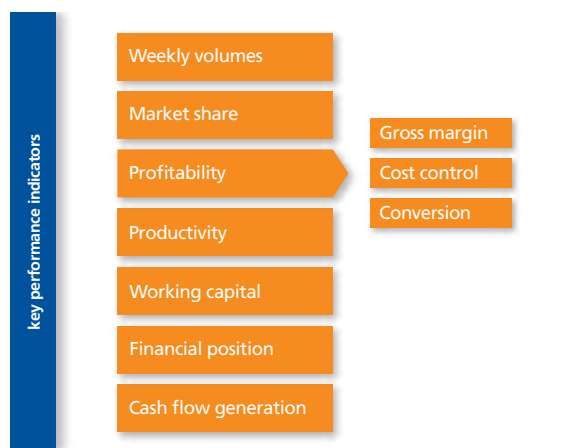 key performance indicators
Weekly volumes
Market share
Profitability
Gross margin
Cost control
Conversion
Productivity
Working capital
Financial position
Cash flow generation